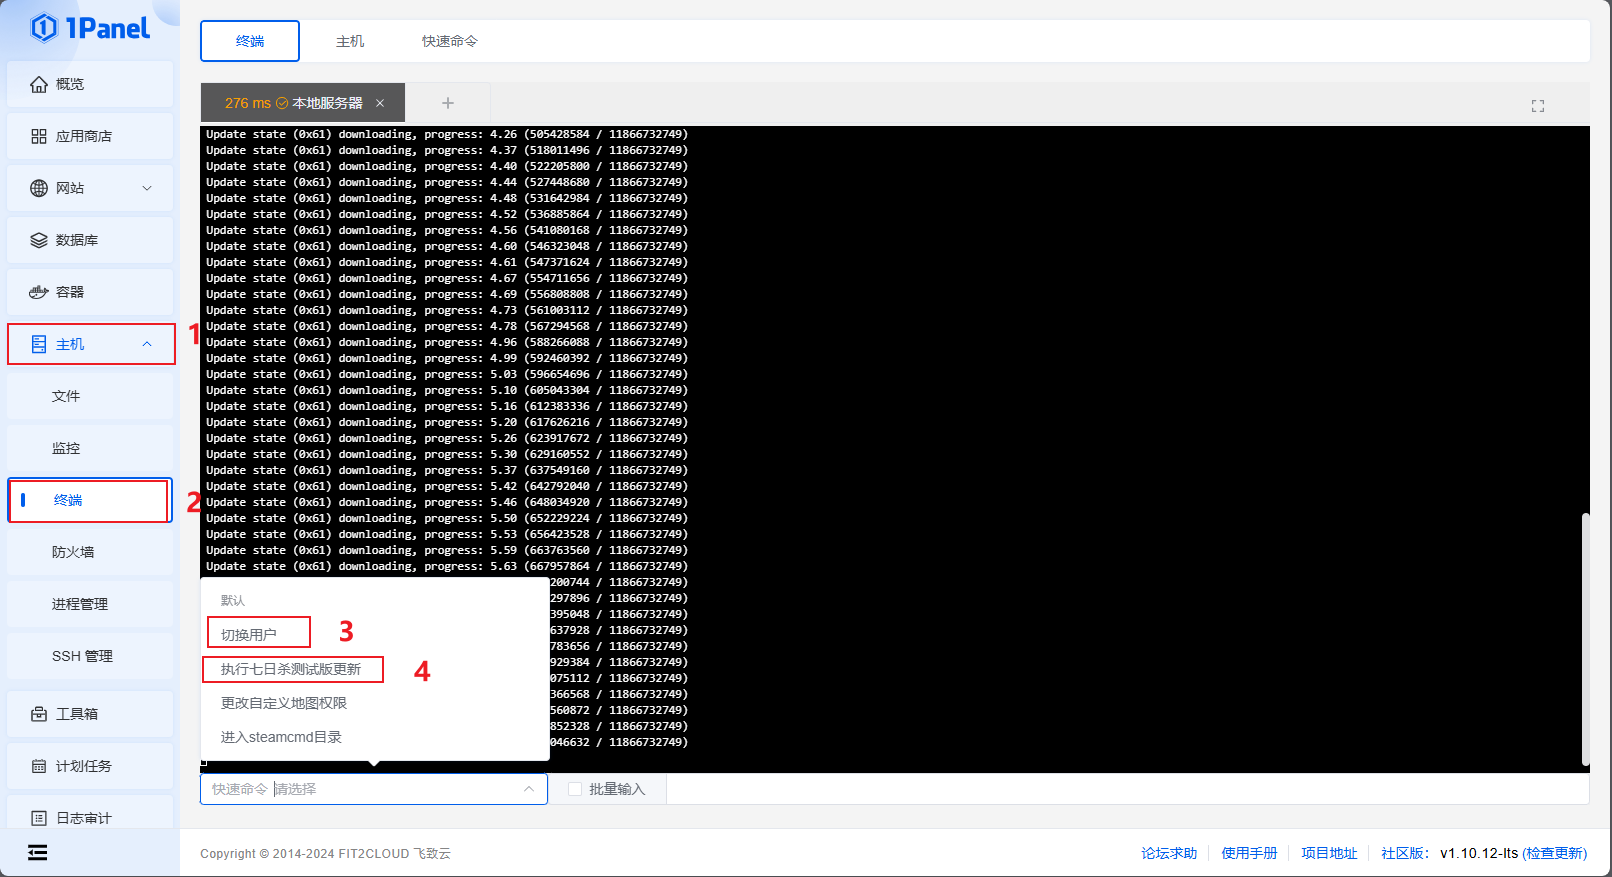 1Panel
概览
应用商店
网站
数据库
容器
主机
1
文件
监控
终端
2
防火墙
进程管理
SSH 管理
工具箱
计划任务
日志审计
终端
主机
快速命令
276 ms 本地服务器 ×
+
Update state (0x61) downloading, progress: 4.26 (505428584 / 11866732749)
Update state (0x61) downloading, progress: 4.37 (518011496 / 11866732749)
Update state (0x61) downloading, progress: 4.40 (522205800 / 11866732749)
Update state (0x61) downloading, progress: 4.44 (527448680 / 11866732749)
Update state (0x61) downloading, progress: 4.48 (531642984 / 11866732749)
Update state (0x61) downloading, progress: 4.52 (536885864 / 11866732749)
Update state (0x61) downloading, progress: 4.56 (541080168 / 11866732749)
Update state (0x61) downloading, progress: 4.60 (546323048 / 11866732749)
Update state (0x61) downloading, progress: 4.61 (547371624 / 11866732749)
Update state (0x61) downloading, progress: 4.67 (554711656 / 11866732749)
Update state (0x61) downloading, progress: 4.69 (556808808 / 11866732749)
Update state (0x61) downloading, progress: 4.73 (561003112 / 11866732749)
Update state (0x61) downloading, progress: 4.78 (567294568 / 11866732749)
Update state (0x61) downloading, progress: 4.96 (588266088 / 11866732749)
Update state (0x61) downloading, progress: 4.99 (592460392 / 11866732749)
Update state (0x61) downloading, progress: 5.03 (596654696 / 11866732749)
Update state (0x61) downloading, progress: 5.10 (605043304 / 11866732749)
Update state (0x61) downloading, progress: 5.16 (612383336 / 11866732749)
Update state (0x61) downloading, progress: 5.20 (617626216 / 11866732749)
Update state (0x61) downloading, progress: 5.26 (623917672 / 11866732749)
Update state (0x61) downloading, progress: 5.30 (629160552 / 11866732749)
Update state (0x61) downloading, progress: 5.37 (637549160 / 11866732749)
Update state (0x61) downloading, progress: 5.42 (642792040 / 11866732749)
Update state (0x61) downloading, progress: 5.46 (648034920 / 11866732749)
Update state (0x61) downloading, progress: 5.50 (652229224 / 11866732749)
Update state (0x61) downloading, progress: 5.53 (656423528 / 11866732749)
Update state (0x61) downloading, progress: 5.59 (663763560 / 11866732749)
Update state (0x61) downloading, progress: 5.63 (667957864 / 11866732749)
200744 / 11866732749)
297896 / 11866732749)
395048 / 11866732749)
637928 / 11866732749)
783656 / 11866732749)
929384 / 11866732749)
075112 / 11866732749)
366568 / 11866732749)
560872 / 11866732749)
852328 / 11866732749)
046632 / 11866732749)
默认
切换用户
3
执行七日杀测试版更新
4
更改自定义地图权限
进入steamcmd目录
快速命令 请选择
批量输入
Copyright © 2014-2024 FIT2CLOUD 飞致云
论坛求助
使用手册
项目地址
社区版： v1.10.12-lts (检查更新)